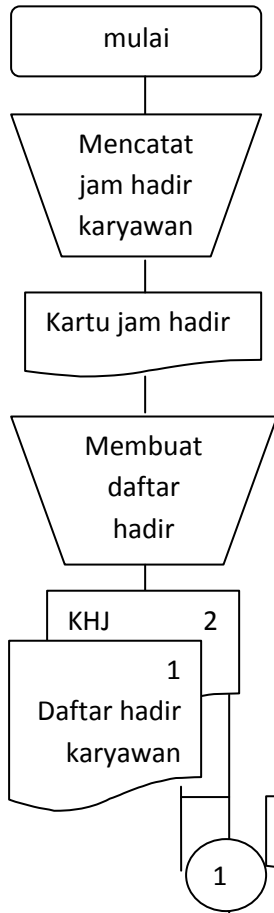 mulai
Mencatat
jam hadir
karyawan
Kartu jam hadir
Membuat
daftar
hadir
KHJ 2
1
Daftar hadir
karyawan
1